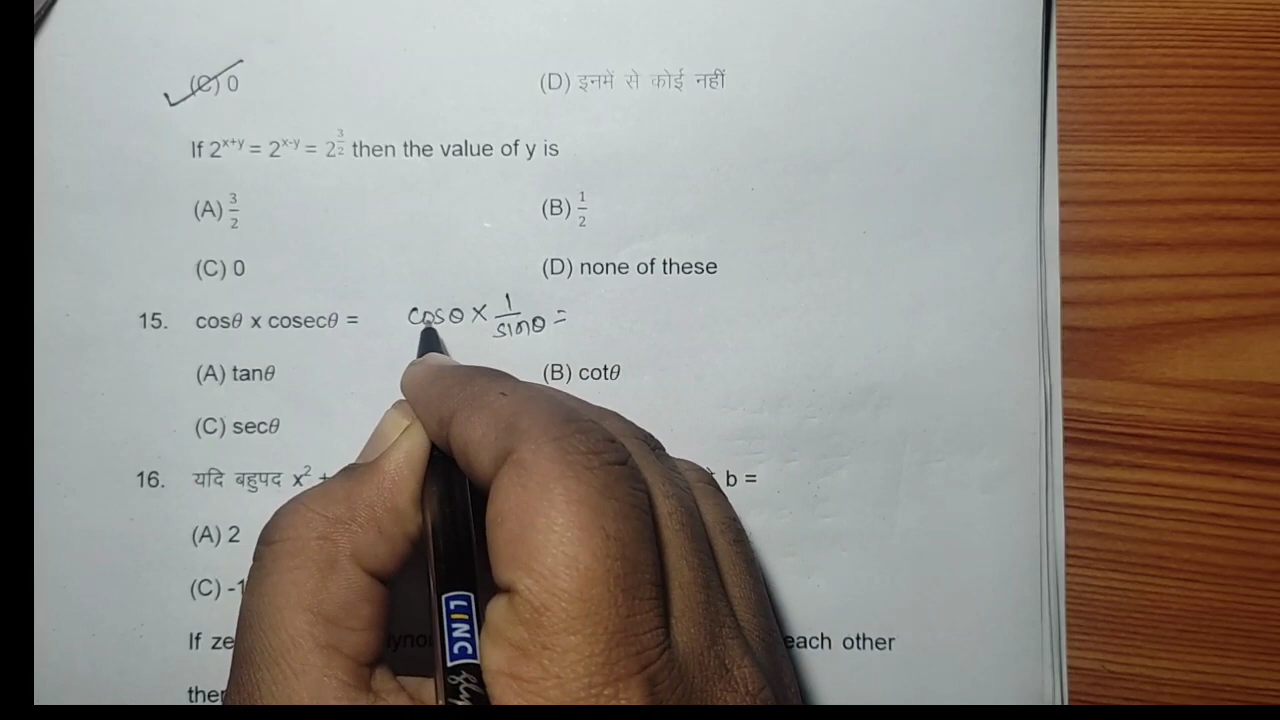 (C) 0 (D) इनमें से कोई नहीं
If 2^{x+y} = 2^{x-y} = 2^{3/2} then the value of y is
(A) 3/2 (B) 1/2
(C) 0 (D) none of these
15. cosθ x cosecθ = cosθ × 1/sinθ =
(A) tanθ (B) cotθ
(C) secθ
16. यदि बहुपद x² + b =
(A) 2
(C) -1
If each other
LINC